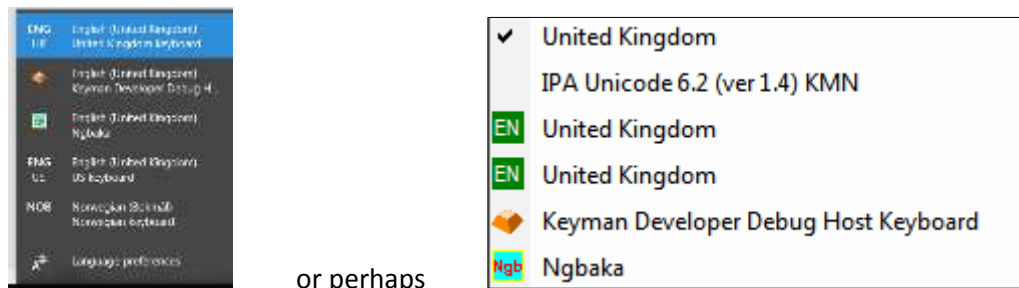 ENG English (United Kingdom)
UK United Kingdom keyboard
English (United Kingdom)
Keyman Developer Debug H...
English (United Kingdom)
Ngbaka
ENG English (United Kingdom)
US keyboard
NOB Norwegian (Bokmål)
Norwegian keyboard
Language preferences
or perhaps
United Kingdom
IPA Unicode 6.2 (ver 1.4) KMN
EN United Kingdom
EN United Kingdom
Keyman Developer Debug Host Keyboard
Ngb Ngbaka